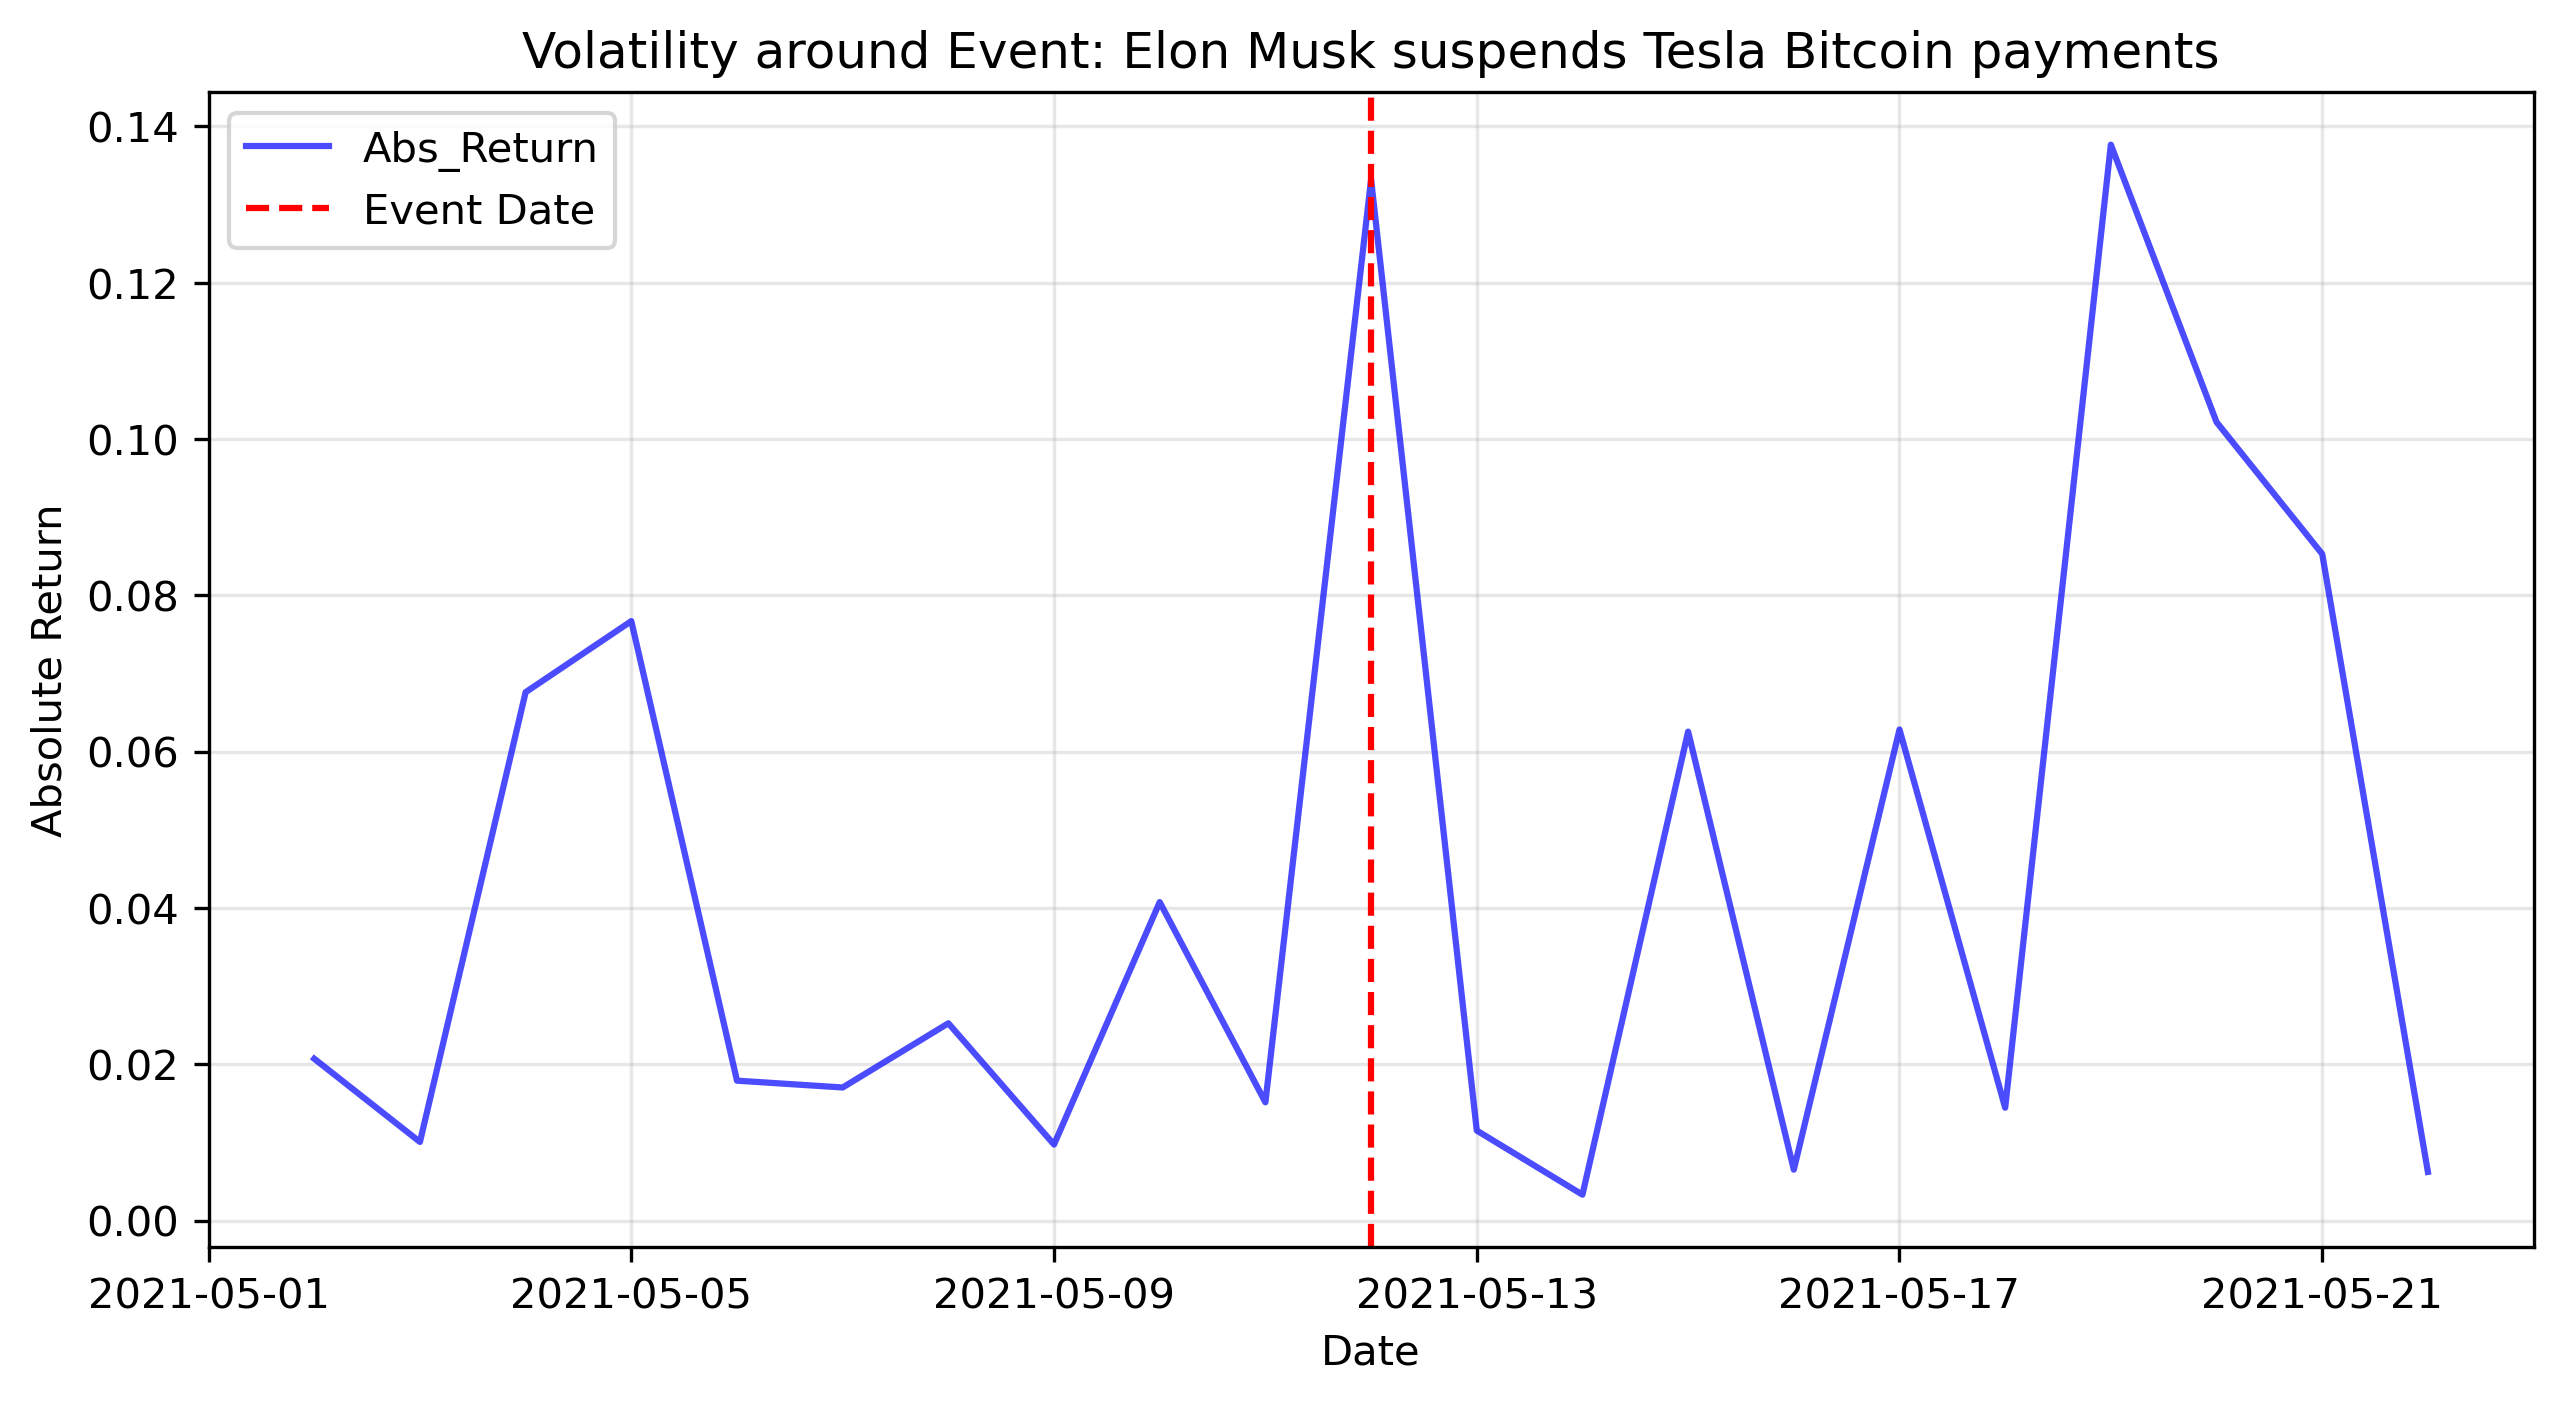 Volatility around Event: Elon Musk suspends Tesla Bitcoin payments
Abs_Return
Event Date
0.14
0.12
0.10
0.08
0.06
0.04
0.02
0.00
Absolute Return
2021-05-01 2021-05-05 2021-05-09 2021-05-13 2021-05-17 2021-05-21
Date